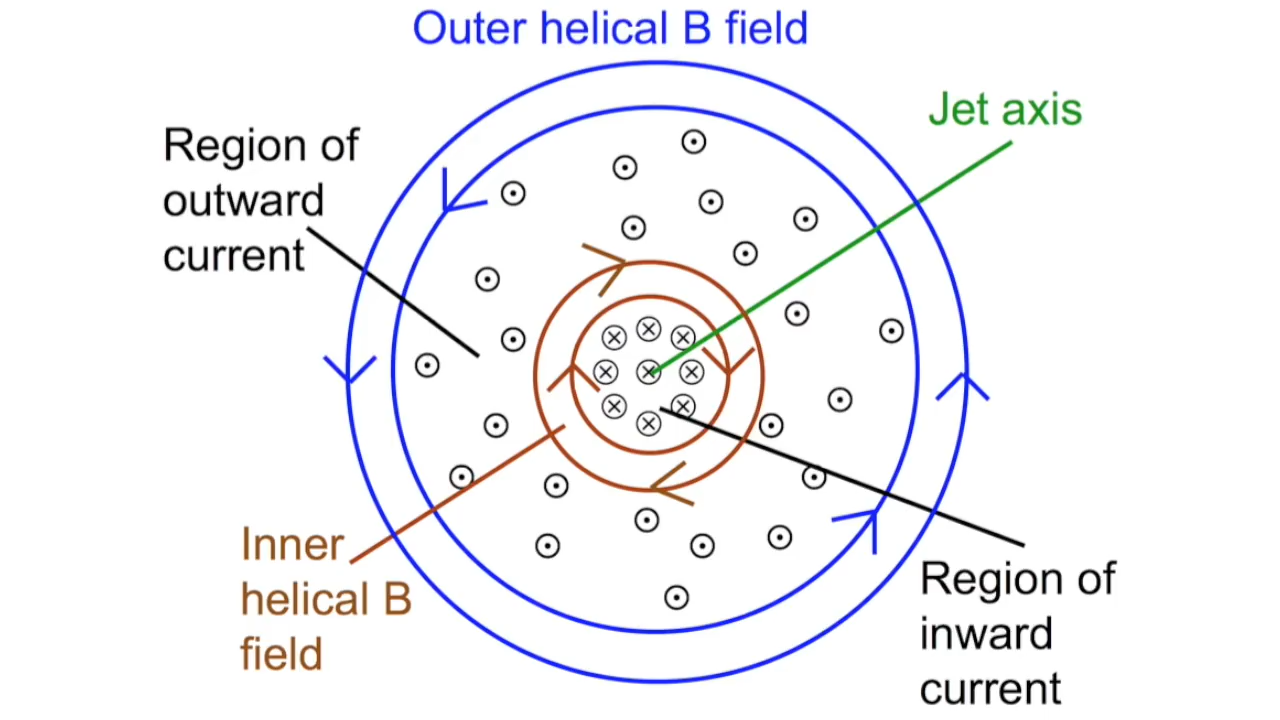 Outer helical B field
Jet axis
Region of
outward
current
Inner
helical B
field
Region of
inward
current